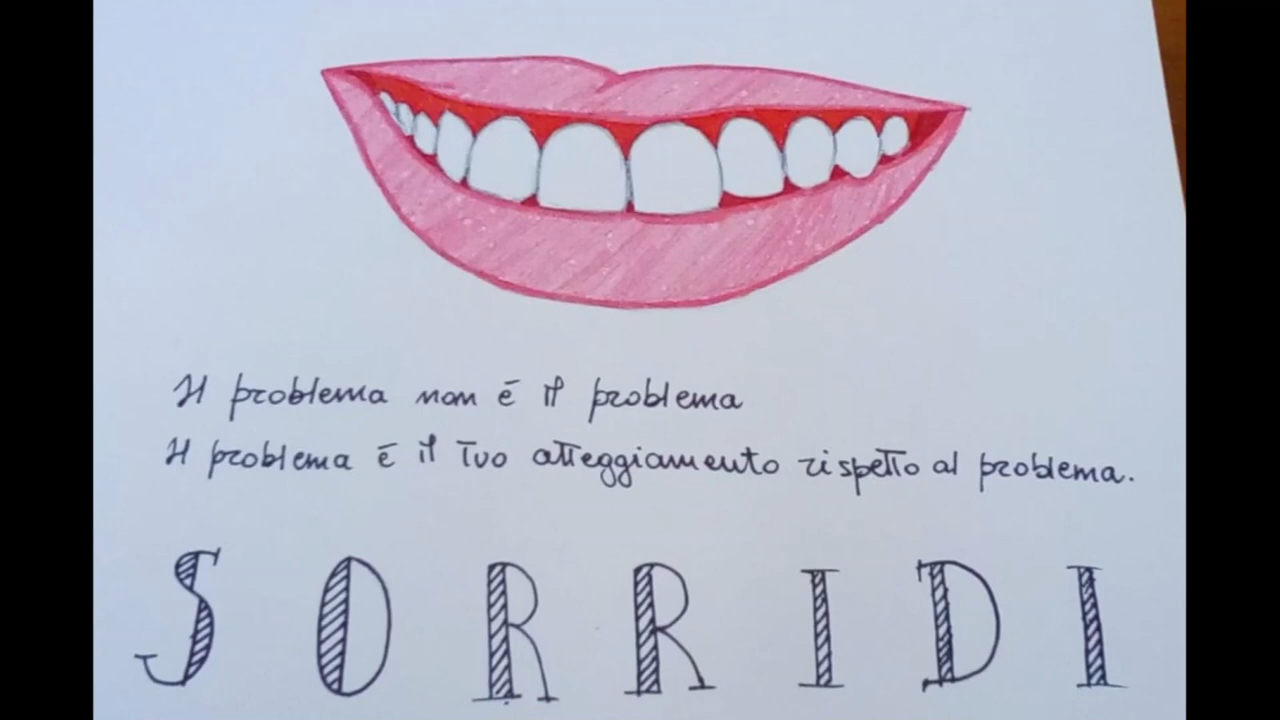 Il problema non è il problema
Il problema è il tuo atteggiamento rispetto al problema.
SORRIDI